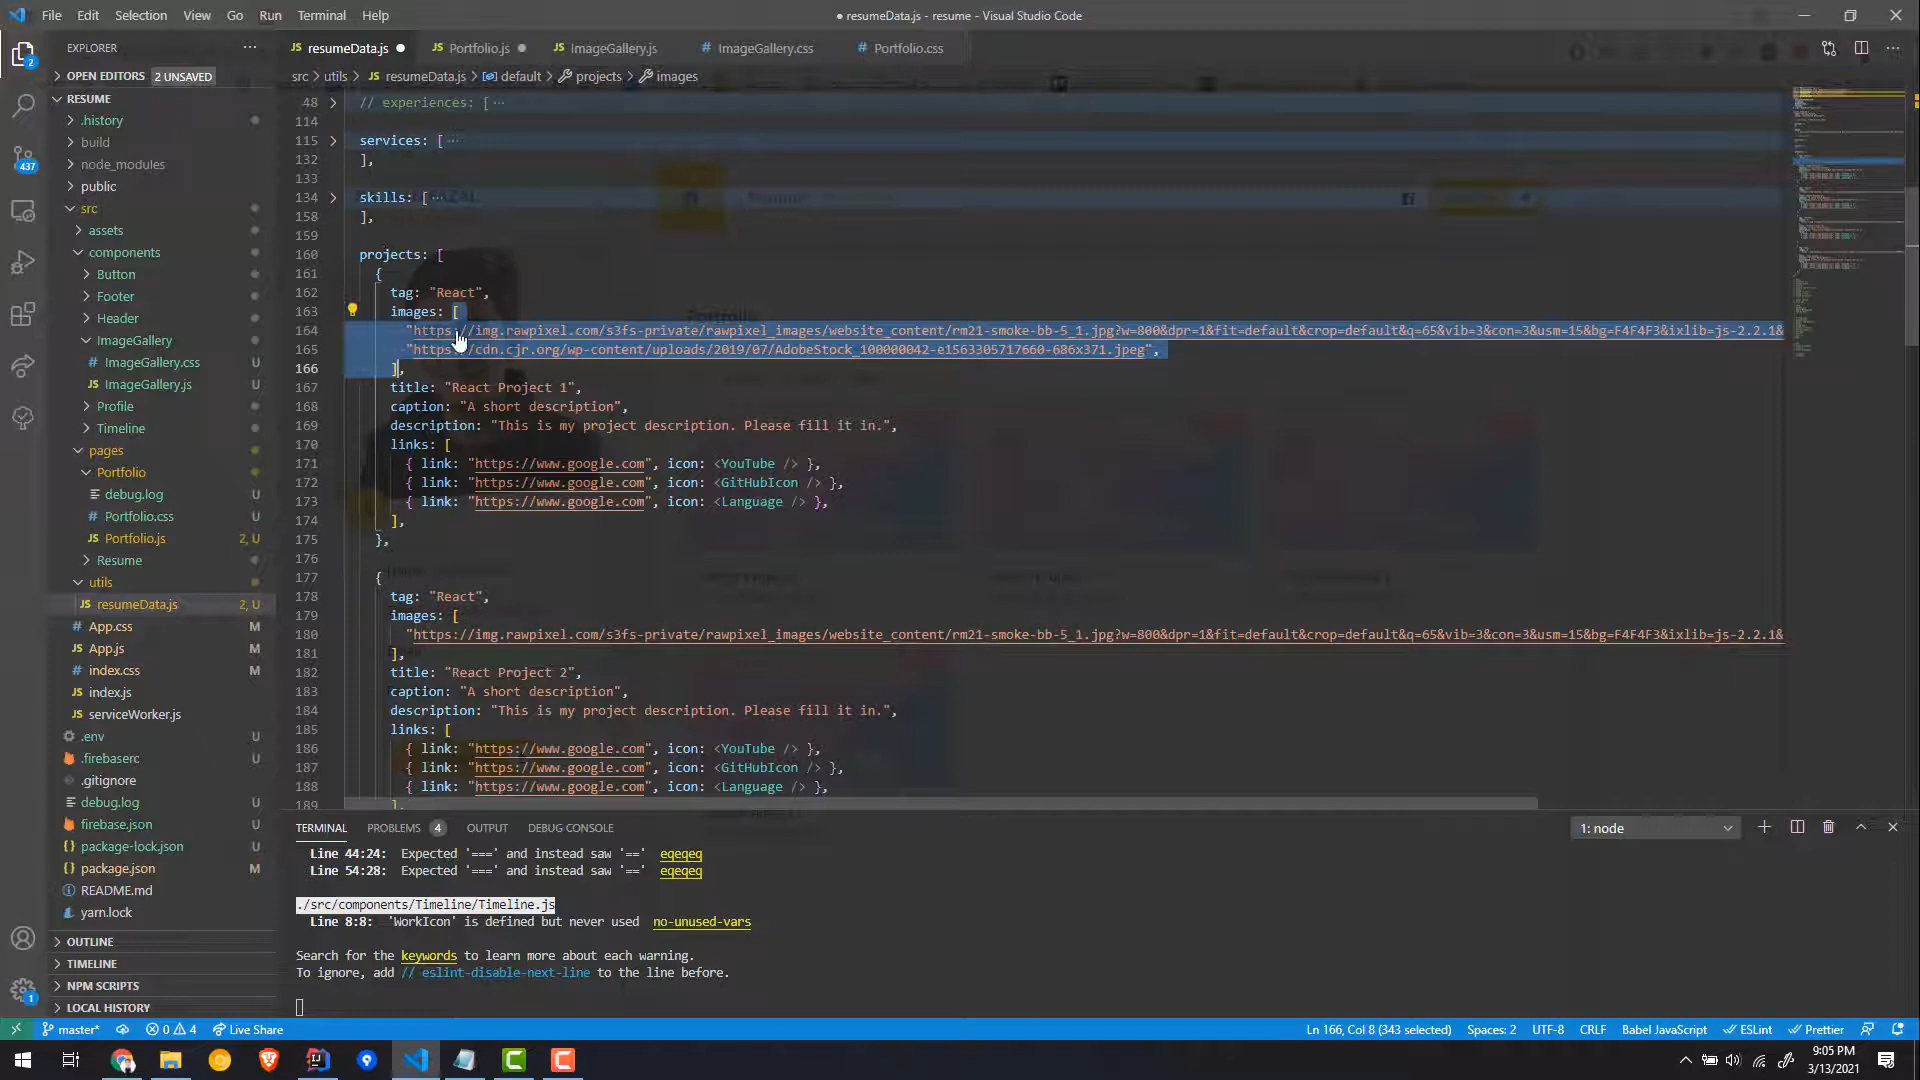 File Edit Selection View Go Run Terminal Help
● resumeData.js - resume - Visual Studio Code
EXPLORER
JS resumeData.js ● JS Portfolio.js ● JS ImageGallery.js # ImageGallery.css # Portfolio.css
src > utils > JS resumeData.js > default > projects > images
OPEN EDITORS 2 UNSAVED
RESUME
.history
build
node_modules
public
src
assets
components
Button
Footer
Header
ImageGallery
# ImageGallery.css U
JS ImageGallery.js U
Profile
Timeline
pages
Portfolio
debug.log U
# Portfolio.css U
JS Portfolio.js 2, U
Resume
utils
JS resumeData.js 2, U
# App.css M
JS App.js M
# index.css M
JS index.js
JS serviceWorker.js
.env
.firebaserc U
.gitignore
debug.log U
firebase.json U
{} package-lock.json U
{} package.json M
README.md
yarn.lock
OUTLINE
TIMELINE
NPM SCRIPTS
LOCAL HISTORY
2
437
1
48 // experiences: [ ···
114
115 services: [ ···
132 ],
133
134 skills: [ ···
158 ],
159
160 projects: [
161 {
162 tag: "React",
163 images: [
164 "https://img.rawpixel.com/s3fs-private/rawpixel_images/website_content/rm21-smoke-bb-5_1.jpg?w=800&dpr=1&fit=default&crop=default&q=65&vib=3&con=3&usm=15&bg=F4F4F3&ixlib=js-2.2.1&
165 "https://cdn.cjr.org/wp-content/uploads/2019/07/AdobeStock_100000042-e1563305717660-686x371.jpeg",
166 ],
167 title: "React Project 1",
168 caption: "A short description",
169 description: "This is my project description. Please fill it in.",
170 links: [
171 { link: "https://www.google.com", icon: <YouTube /> },
172 { link: "https://www.google.com", icon: <GitHubIcon /> },
173 { link: "https://www.google.com", icon: <Language /> },
174 ],
175 },
176
177 {
178 tag: "React",
179 images: [
180 "https://img.rawpixel.com/s3fs-private/rawpixel_images/website_content/rm21-smoke-bb-5_1.jpg?w=800&dpr=1&fit=default&crop=default&q=65&vib=3&con=3&usm=15&bg=F4F4F3&ixlib=js-2.2.1&
181 ],
182 title: "React Project 2",
183 caption: "A short description",
184 description: "This is my project description. Please fill it in.",
185 links: [
186 { link: "https://www.google.com", icon: <YouTube /> },
187 { link: "https://www.google.com", icon: <GitHubIcon /> },
188 { link: "https://www.google.com", icon: <Language /> },
189 ],
TERMINAL PROBLEMS 4 OUTPUT DEBUG CONSOLE
1: node
Line 44:24: Expected '===' and instead saw '==' eqeqeq
Line 54:28: Expected '===' and instead saw '==' eqeqeq
./src/components/Timeline/Timeline.js
Line 8:8: 'WorkIcon' is defined but never used no-unused-vars
Search for the keywords to learn more about each warning.
To ignore, add // eslint-disable-next-line to the line before.
master* 0 4 Live Share
Ln 166, Col 8 (343 selected) Spaces: 2 UTF-8 CRLF Babel JavaScript ESLint Prettier
9:05 PM
3/13/2021